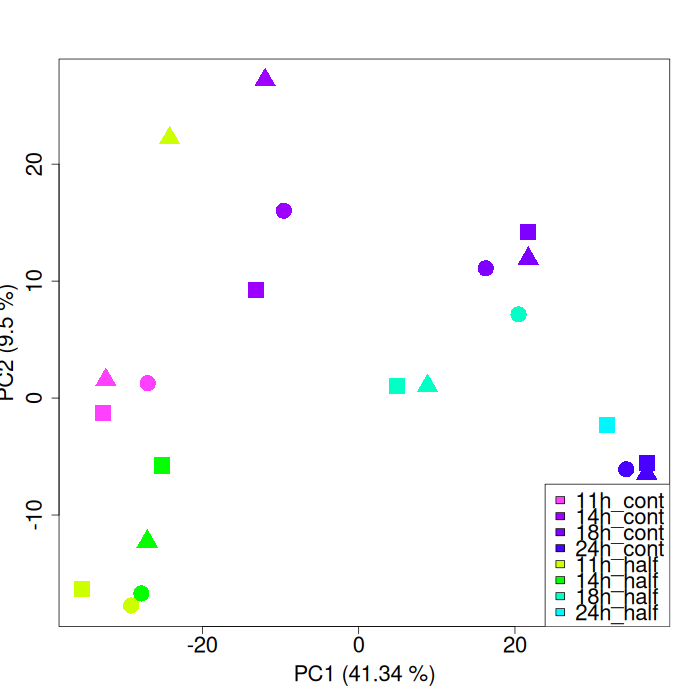 20
10
0
-10
PC2 (9.5 %)
-20
0
20
PC1 (41.34 %)
11h_cont
14h_cont
18h_cont
24h_cont
11h_half
14h_half
18h_half
24h_half